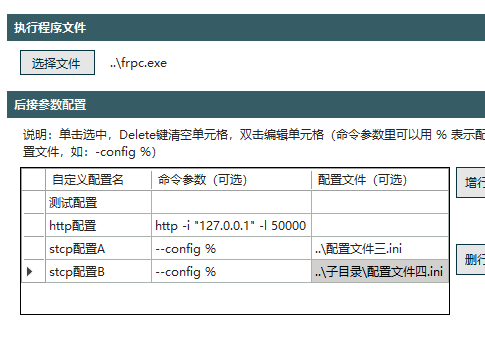 执行程序文件
选择文件 ..\frpc.exe
后接参数配置
说明：单击选中，Delete键清空单元格，双击编辑单元格（命令参数里可以用 % 表示配
置文件，如：-config %）
自定义配置名 命令参数（可选） 配置文件（可选）
增行
测试配置
http配置 http -i "127.0.0.1" -l 50000
stcp配置A --config % ..\配置文件三.ini
删行
stcp配置B --config % ..\子目录\配置文件四.ini